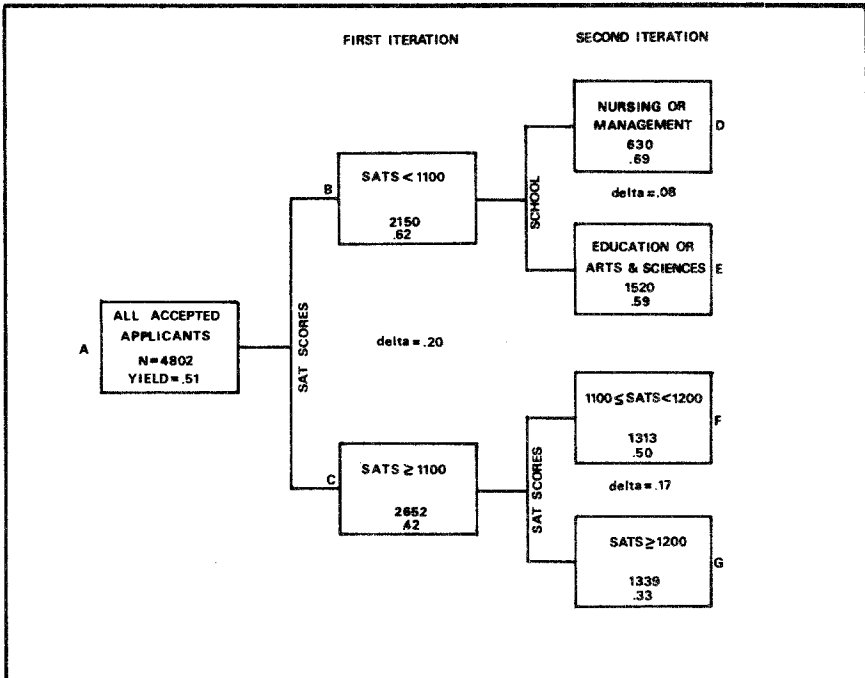 FIRST ITERATION
SECOND ITERATION
A
ALL ACCEPTED
APPLICANTS
N=4802
YIELD=.51
SAT SCORES
delta=.20
B
SATS<1100
2150
.62
C
SATS≥1100
2652
.42
SCHOOL
NURSING OR
MANAGEMENT
630
.69
D
delta=.08
EDUCATION OR
ARTS & SCIENCES
1520
.59
E
SAT SCORES
1100≤SATS<1200
1313
.50
F
delta=.17
SATS≥1200
1339
.33
G